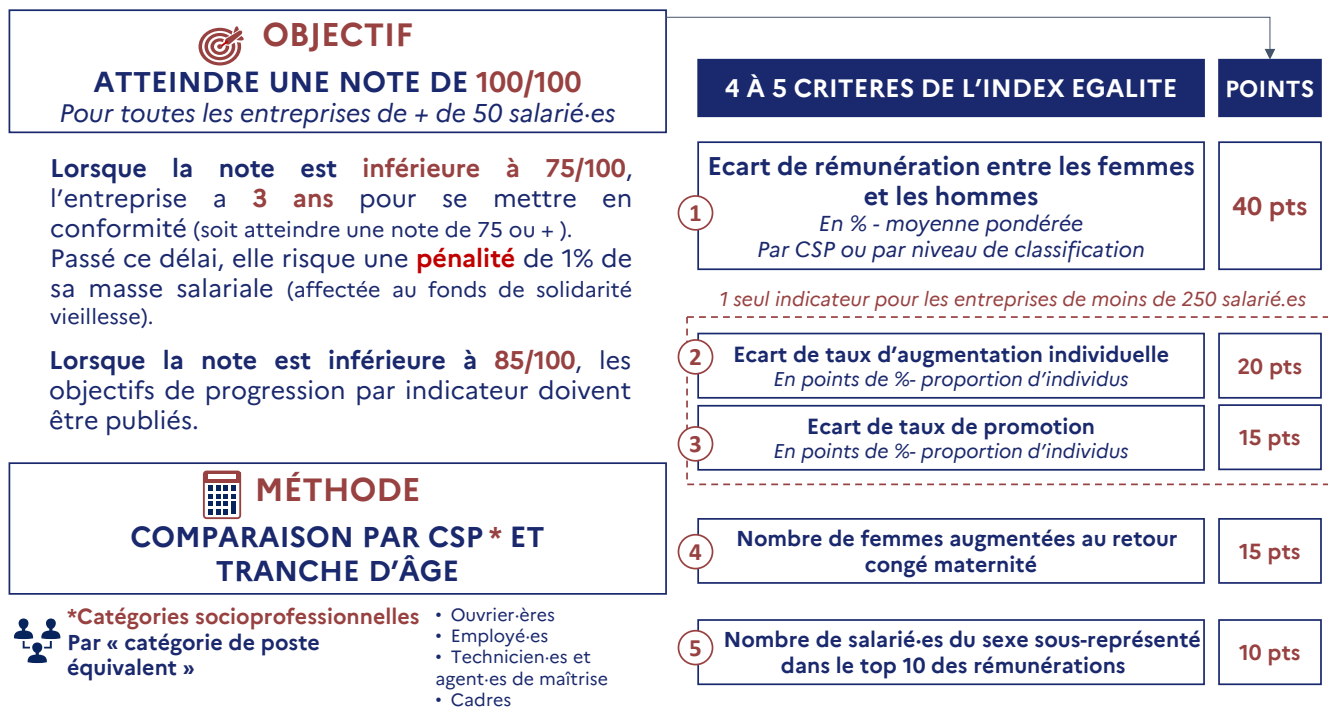 OBJECTIF
ATTEINDRE UNE NOTE DE 100/100
Pour toutes les entreprises de + de 50 salarié·es
Lorsque la note est inférieure à 75/100,
l'entreprise a 3 ans pour se mettre en
conformité (soit atteindre une note de 75 ou + ).
Passé ce délai, elle risque une pénalité de 1% de
sa masse salariale (affectée au fonds de solidarité
vieillesse).
Lorsque la note est inférieure à 85/100, les
objectifs de progression par indicateur doivent
être publiés.
MÉTHODE
COMPARAISON PAR CSP * ET
TRANCHE D'ÂGE
*Catégories socioprofessionnelles
Par « catégorie de poste
équivalent »
• Ouvrier·ères
• Employé·es
• Technicien·es et
agent·es de maîtrise
• Cadres
4 À 5 CRITERES DE L'INDEX EGALITE
POINTS
1
Ecart de rémunération entre les femmes
et les hommes
En % - moyenne pondérée
Par CSP ou par niveau de classification
40 pts
1 seul indicateur pour les entreprises de moins de 250 salarié.es
2
Ecart de taux d'augmentation individuelle
En points de %- proportion d'individus
20 pts
3
Ecart de taux de promotion
En points de %- proportion d'individus
15 pts
4
Nombre de femmes augmentées au retour
congé maternité
15 pts
5
Nombre de salarié·es du sexe sous-représenté
dans le top 10 des rémunérations
10 pts